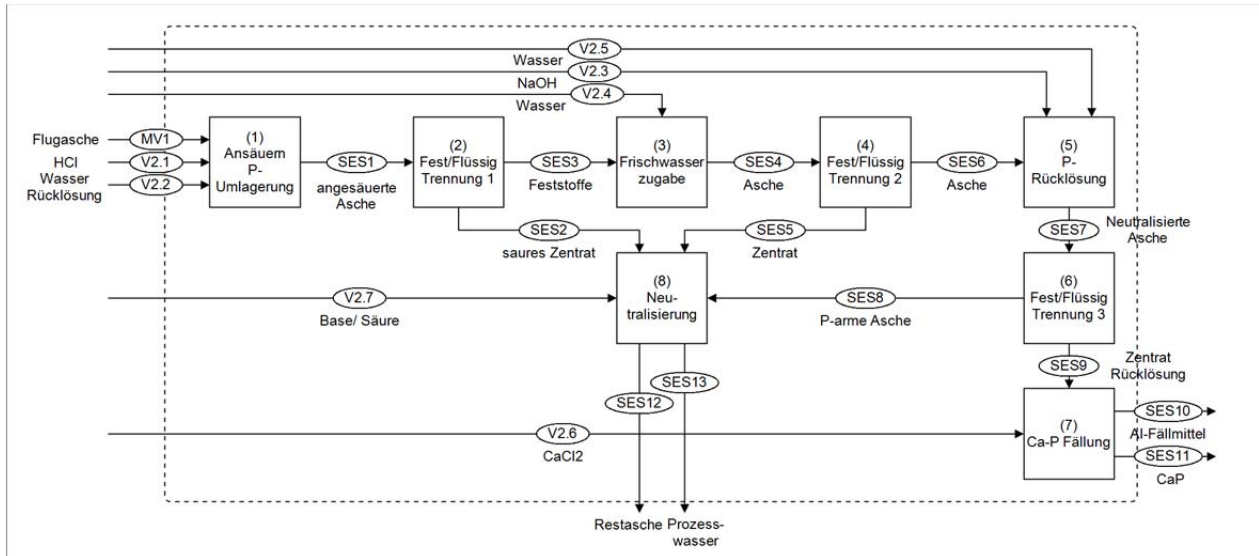 V2.5
Wasser
V2.3
NaOH
V2.4
Wasser
Flugasche
MV1
HCl
V2.1
Wasser
Rücklösung
V2.2
(1)
Ansäuern
P-
Umlagerung
SES1
angesäuerte
Asche
(2)
Fest/Flüssig
Trennung 1
SES3
Feststoffe
(3)
Frischwasser
zugabe
SES4
Asche
(4)
Fest/Flüssig
Trennung 2
SES6
Asche
(5)
P-
Rücklösung
SES2
saures Zentrat
SES5
Zentrat
SES7
Neutralisierte
Asche
V2.7
Base/ Säure
(8)
Neu-
tralisierung
SES8
P-arme Asche
(6)
Fest/Flüssig
Trennung 3
SES9
Zentrat
Rücklösung
SES12
SES13
V2.6
CaCl2
(7)
Ca-P Fällung
SES10
Al-Fällmittel
SES11
CaP
Restasche
Prozess-
wasser